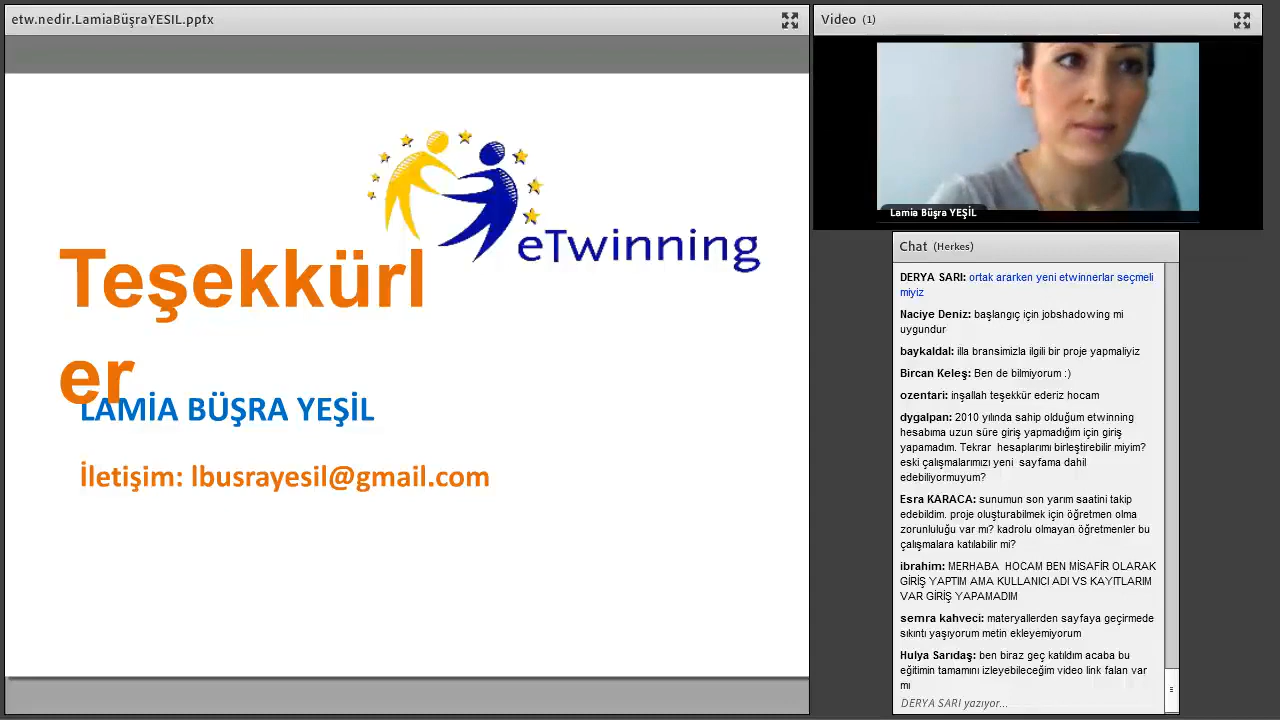 etw.nedir.LamiaBüşraYESIL.pptx
eTwinning
Teşekkürl
er
LAMİA BÜŞRA YEŞİL
İletişim: lbusrayesil@gmail.com
Video (1)
Lamia Büşra YEŞİL
Chat (Herkes)
DERYA SARI: ortak ararken yeni etwinnerlar seçmeli
miyiz
Naciye Deniz: başlangıç için jobshadowing mi
uygundur
baykaldal: illa bransimizla ilgili bir proje yapmaliyiz
Bircan Keleş: Ben de bilmiyorum :)
ozentari: inşallah teşekkür ederiz hocam
dygalpan: 2010 yılında sahip olduğum etwinning
hesabıma uzun süre giriş yapmadığım için giriş
yapamadım. Tekrar hesaplarımı birleştirebilir miyim?
eski çalışmalarımızı yeni sayfama dahil
edebiliyormuyum?
Esra KARACA: sunumun son yarım saatini takip
edebildim. proje oluşturabilmek için öğretmen olma
zorunluluğu var mı? kadrolu olmayan öğretmenler bu
çalışmalara katılabilir mi?
ibrahim: MERHABA HOCAM BEN MİSAFİR OLARAK
GİRİŞ YAPTIM AMA KULLANICI ADI VS KAYITLARIM
VAR GİRİŞ YAPAMADIM
semra kahveci: materyallerden sayfaya geçirmede
sıkıntı yaşıyorum metin ekleyemiyorum
Hulya Sarıdaş: ben biraz geç katıldım acaba bu
eğitimin tamamını izleyebileceğim video link falan var
mı
DERYA SARI yazıyor...